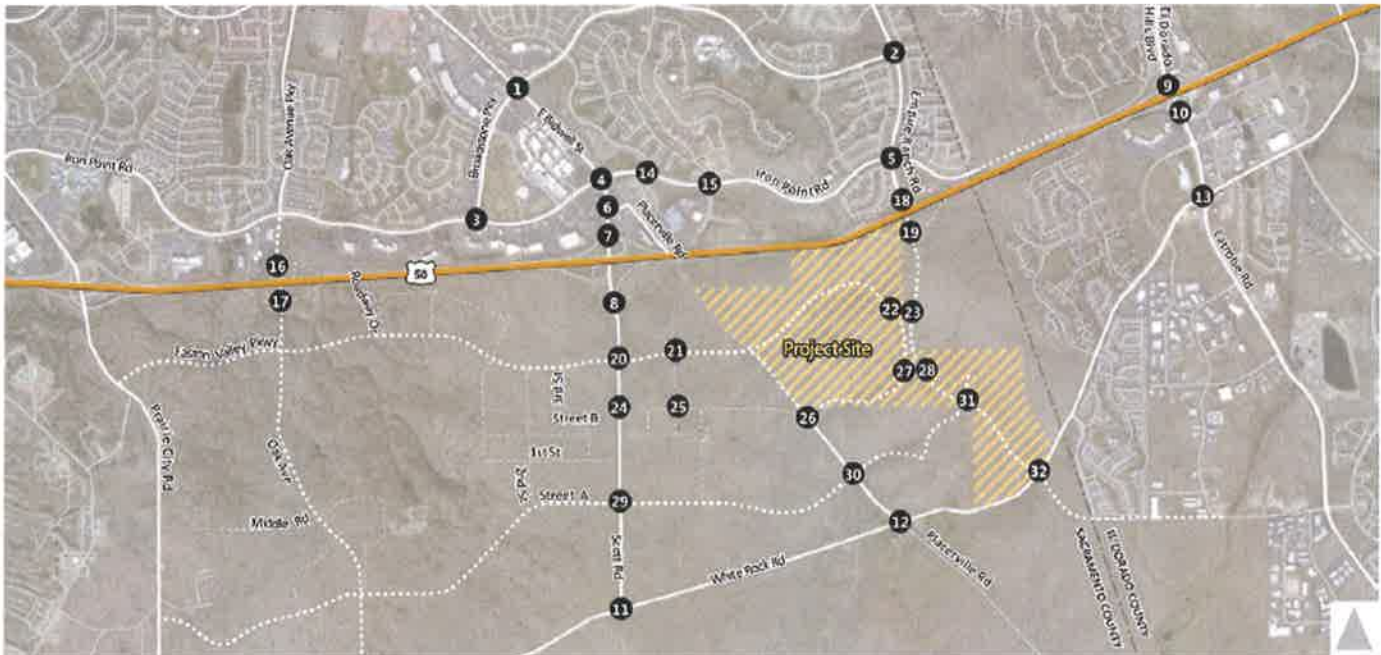 El Dorado
Hills Blvd
2
9
1
10
Oak Avenue Pkwy
Broadstone Pky
E Bidwell St
Empire Ranch Rd
Iron Point Rd
5
4
14
15
Iron Point Rd
18
13
3
6
7
Placerville Rd
19
Latrobe Rd
16
50
17
8
22
23
Easton Valley Pkwy
20
21
Project Site
27
28
3rd St
24
25
31
Street B
26
Prairie City Rd
Oak Ave
1st St
2nd St
30
32
Street A
29
Middle Rd
12
Scott Rd
White Rock Rd
Placerville Rd
SACRAMENTO COUNTY
EL DORADO COUNTY
11